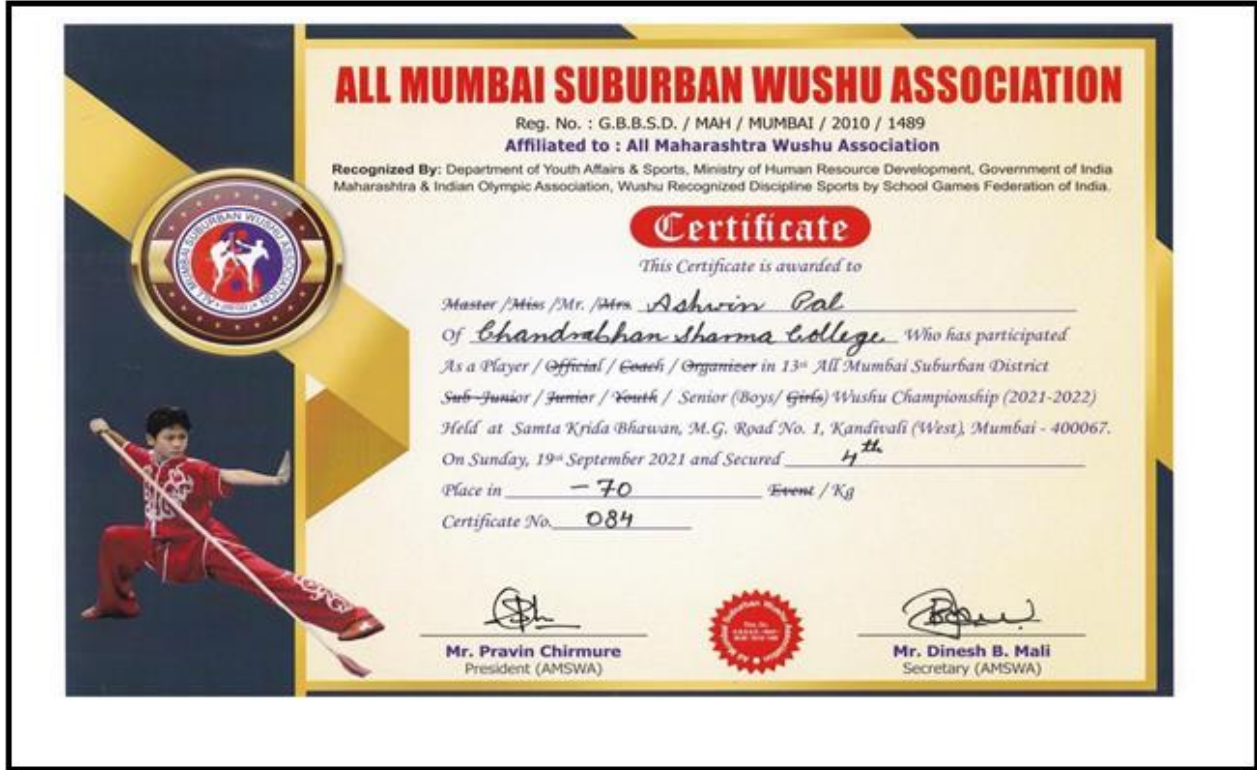 ALL MUMBAI SUBURBAN WUSHU ASSOCIATION
Reg. No. : G.B.B.S.D. / MAH / MUMBAI / 2010 / 1489
Affiliated to : All Maharashtra Wushu Association
Recognized By: Department of Youth Affairs & Sports, Ministry of Human Resource Development, Government of India
Maharashtra & Indian Olympic Association, Wushu Recognized Discipline Sports by School Games Federation of India.
ALL MUMBAI SUBURBAN WUSHU ASSOCIATION
Certificate
This Certificate is awarded to
Master /Miss /Mr. /Mrs. Ashwin Pal
Of Chandrabhan Sharma College Who has participated
As a Player / Official / Coach / Organizer in 13th All Mumbai Suburban District
Sub-Junior / Junior / Youth / Senior (Boys/ Girls) Wushu Championship (2021-2022)
Held at Samta Krida Bhawan, M.G. Road No. 1, Kandivali (West), Mumbai - 400067.
On Sunday, 19th September 2021 and Secured 4th
Place in -70 Event / Kg
Certificate No. 084
Mr. Pravin Chirmure
President (AMSWA)
Mr. Dinesh B. Mali
Secretary (AMSWA)